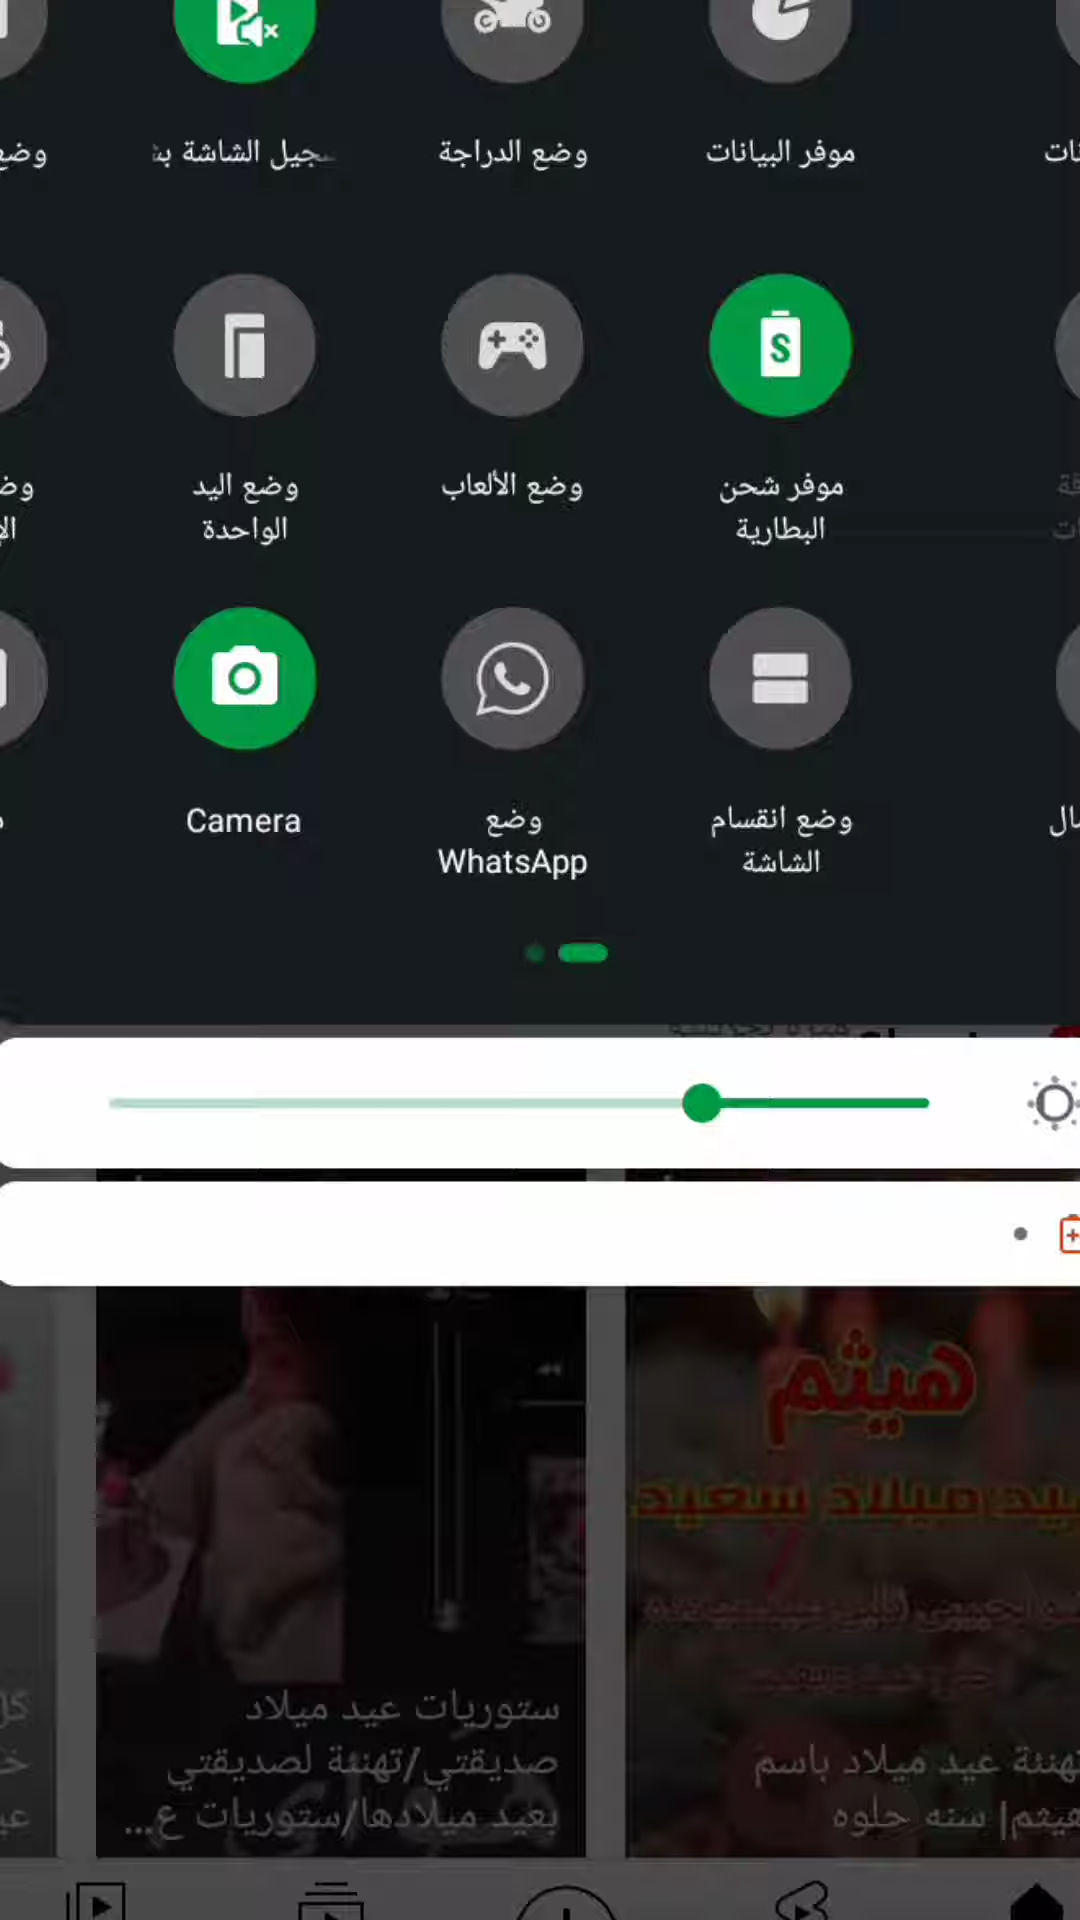 موفر البيانات
وضع الدراجة
جيل الشاشة
موفر شحن
البطارية
وضع الألعاب
وضع اليد
الواحدة
وضع انقسام
الشاشة
وضع
WhatsApp
Camera
هيثم
عيد ميلاد سعيد
تهنئة عيد ميلاد باسم
هيثم| سنه حلوه
ستوريات عيد ميلاد
صديقتي/تهنئة لصديقتي
بعيد ميلادها/ستوريات ع...